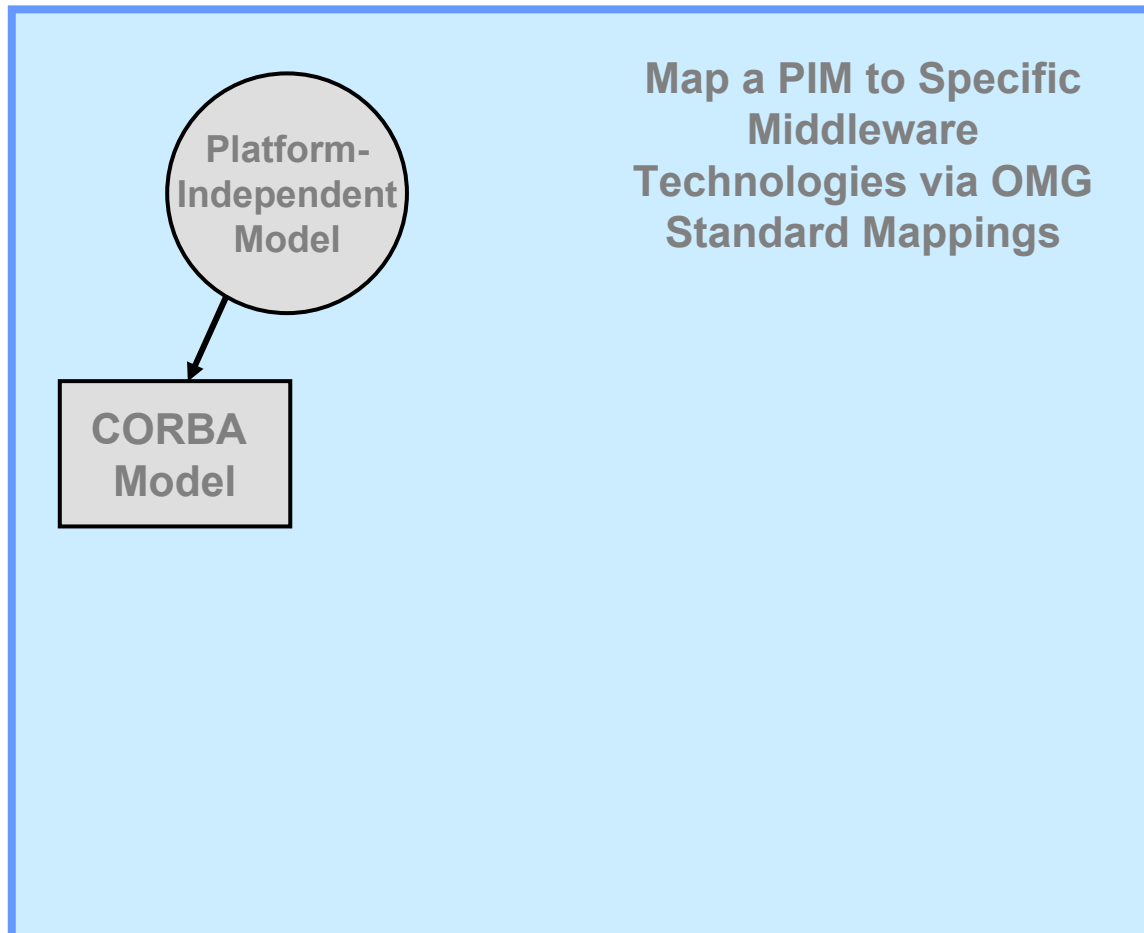 Platform-
Independent
Model
Map a PIM to Specific
Middleware
Technologies via OMG
Standard Mappings
CORBA
Model